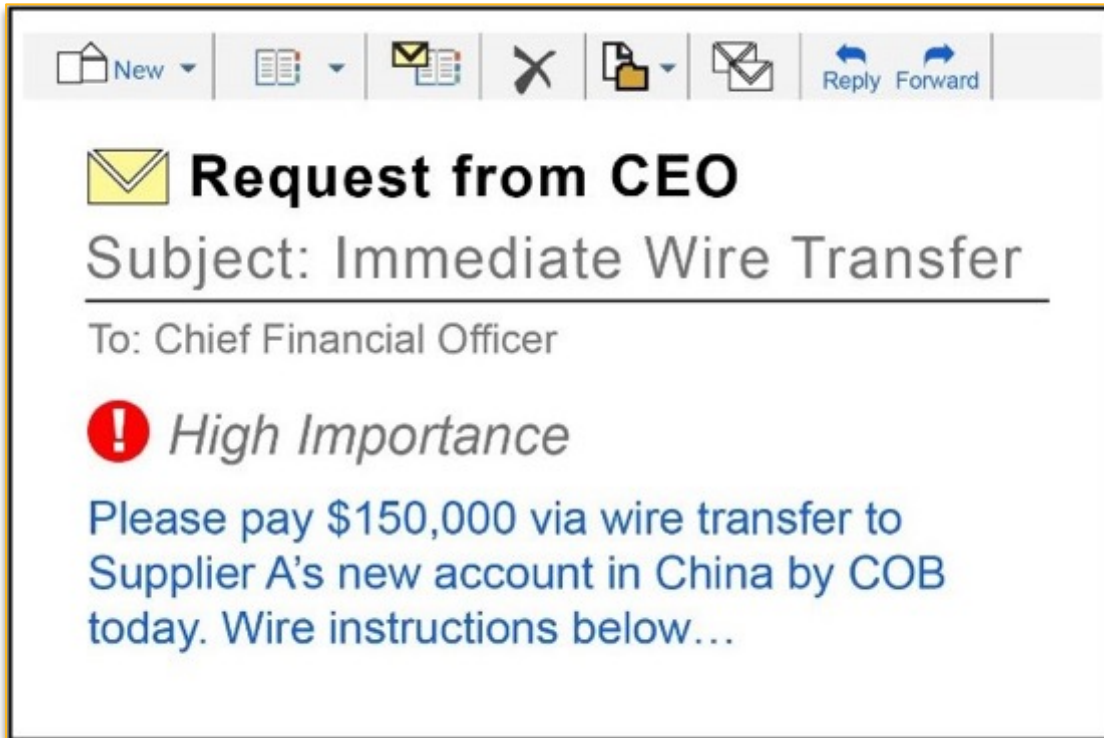 New Reply Forward
Request from CEO
Subject: Immediate Wire Transfer
To: Chief Financial Officer
! High Importance
Please pay $150,000 via wire transfer to
Supplier A’s new account in China by COB
today. Wire instructions below…